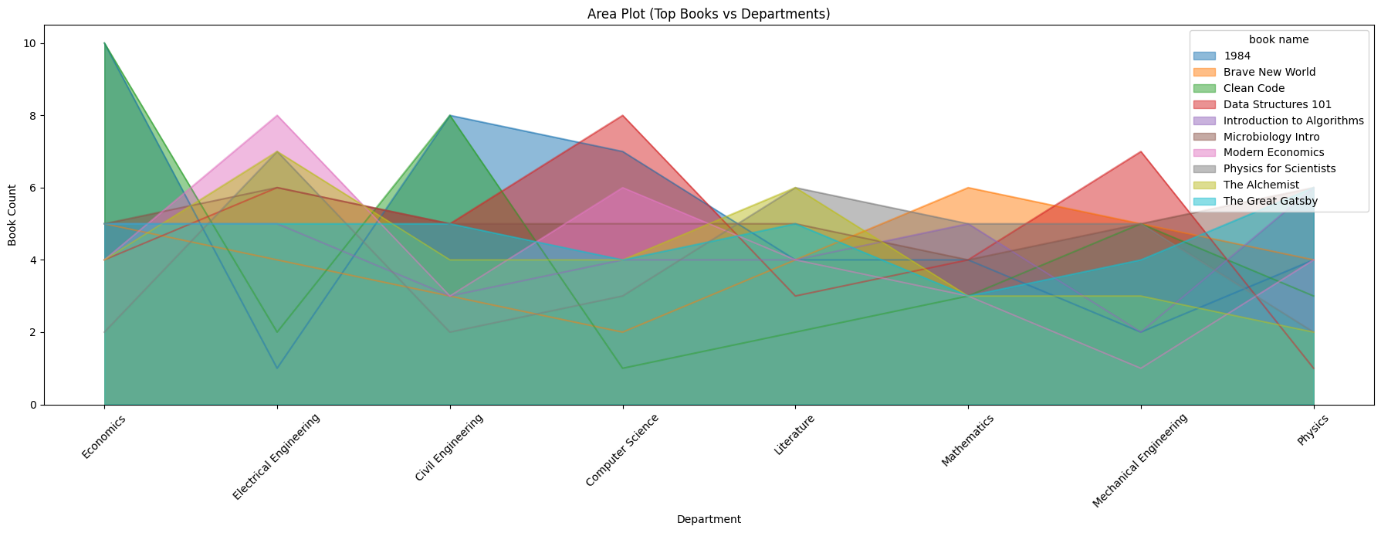 Area Plot (Top Books vs Departments)
book name
1984
Brave New World
Clean Code
Data Structures 101
Introduction to Algorithms
Microbiology Intro
Modern Economics
Physics for Scientists
The Alchemist
The Great Gatsby
Book Count
10
8
6
4
2
0
Economics
Electrical Engineering
Civil Engineering
Computer Science
Literature
Mathematics
Mechanical Engineering
Physics
Department